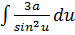 ∫ 3a/sin²u du